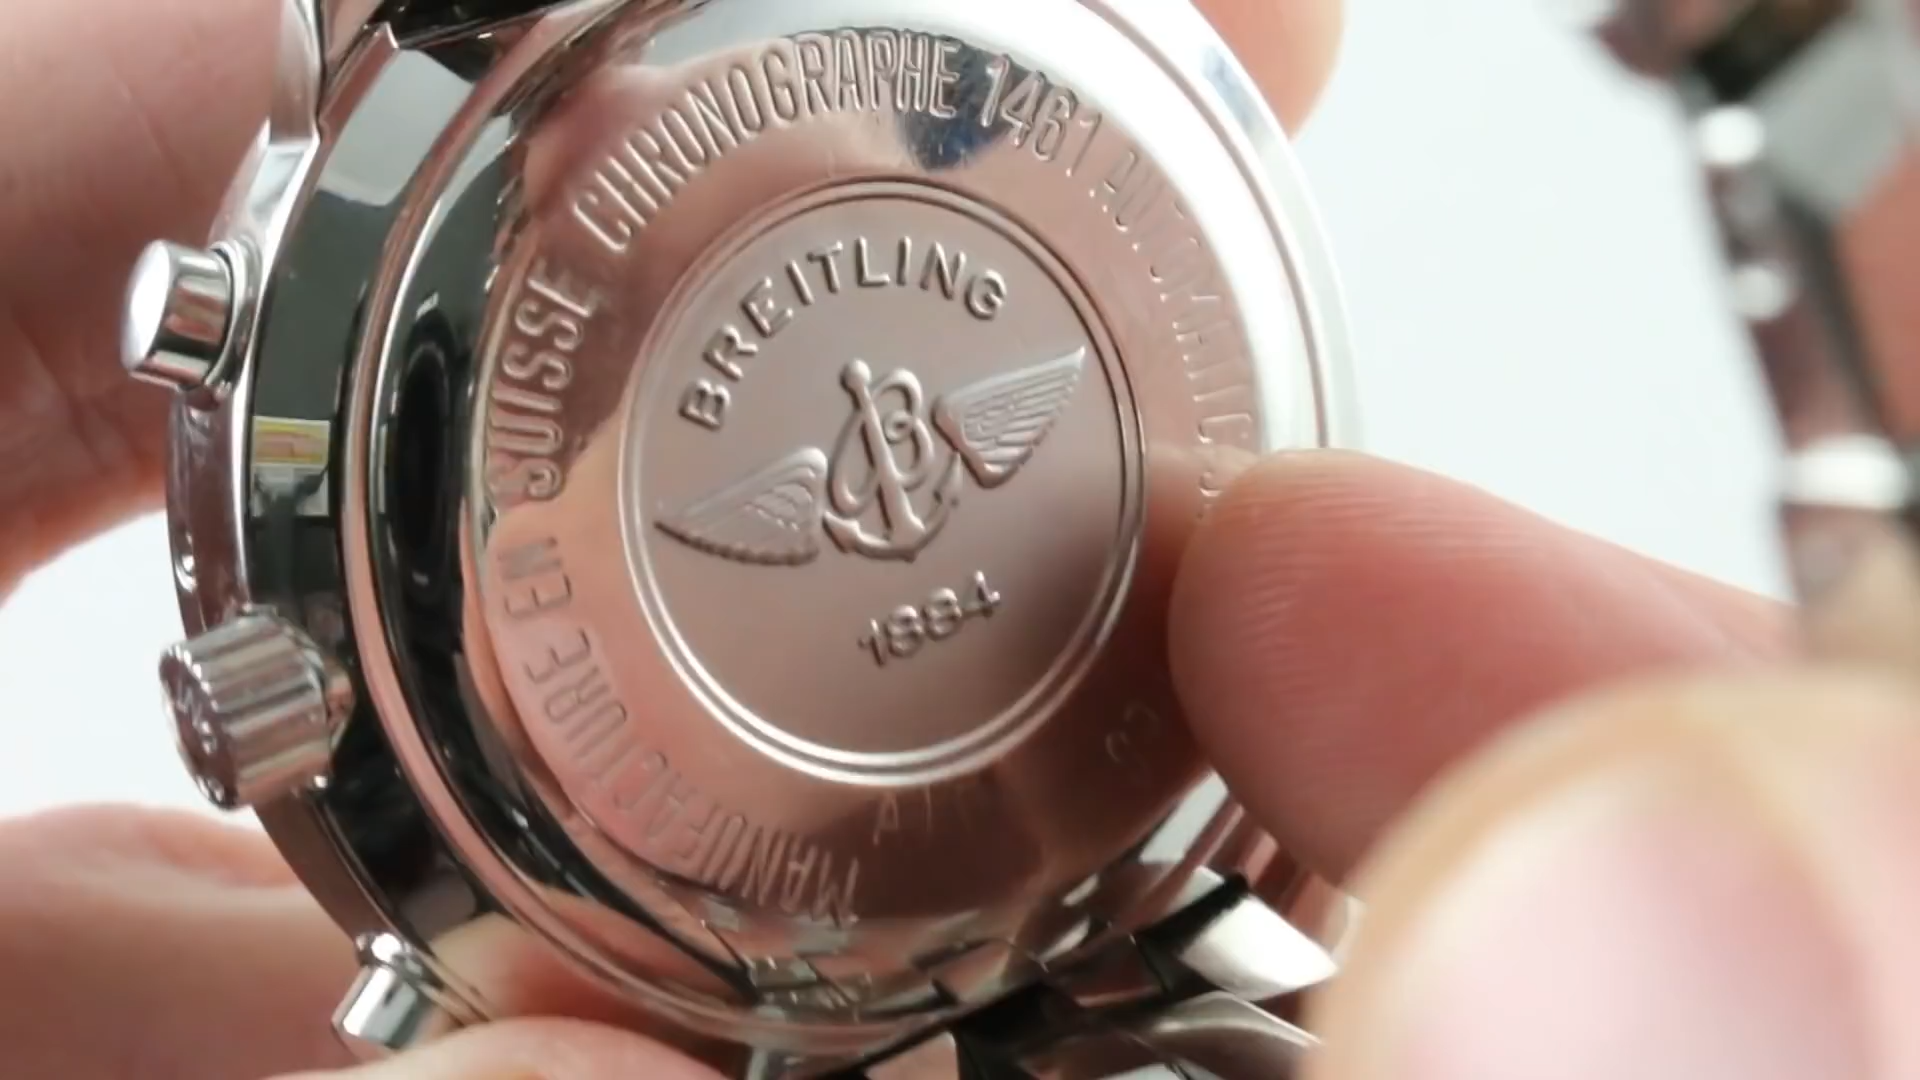 MANUFACTURE EN SUISSE CHRONOGRAPHE 1461 AUTOMATIC
BREITLING
B
1884